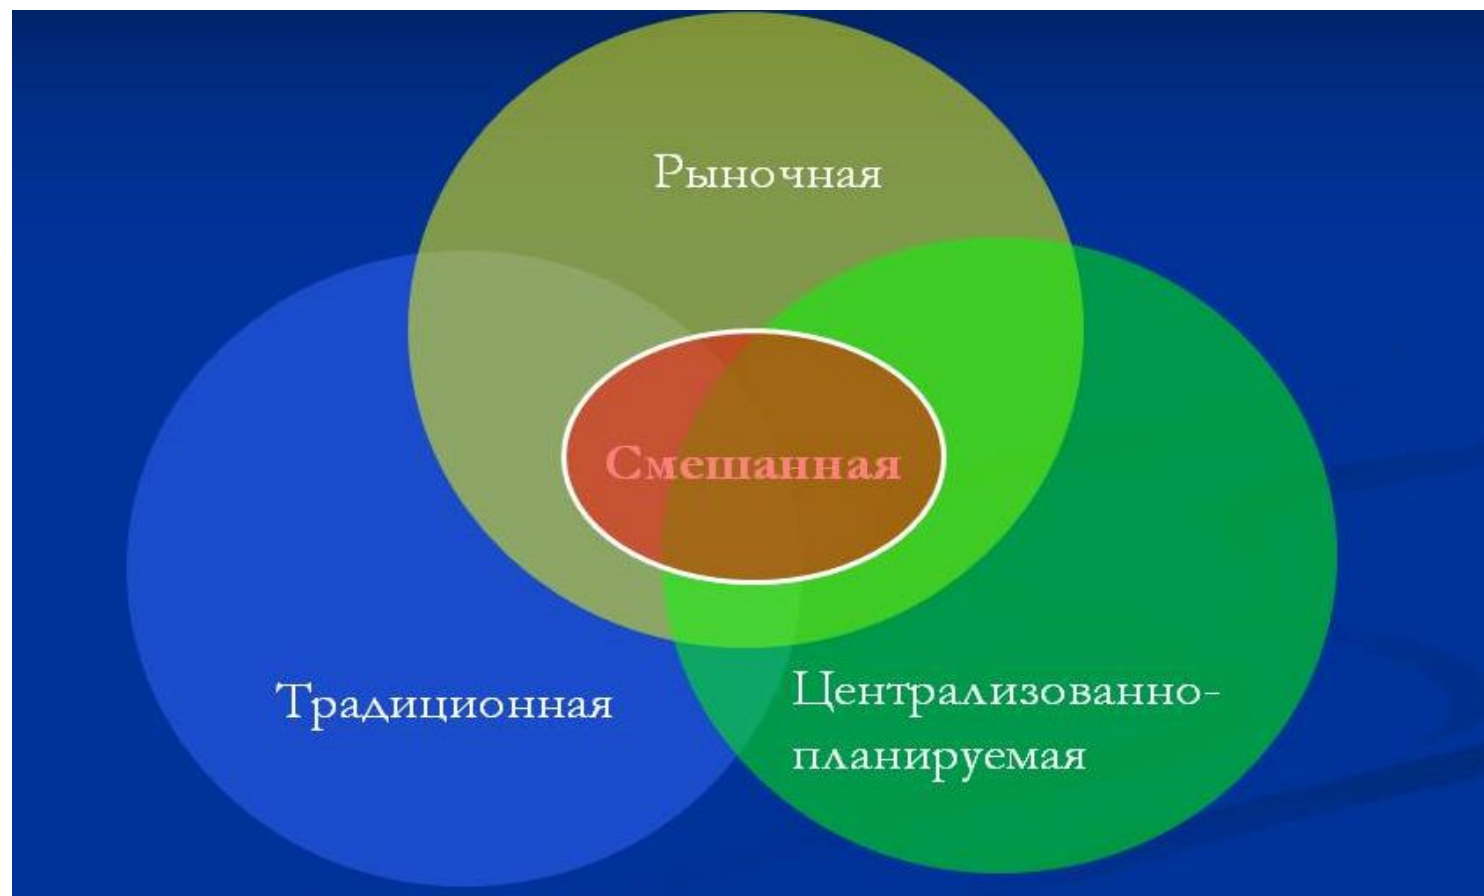 Рыночная
Смешанная
Традиционная
Централизованно-
планируемая